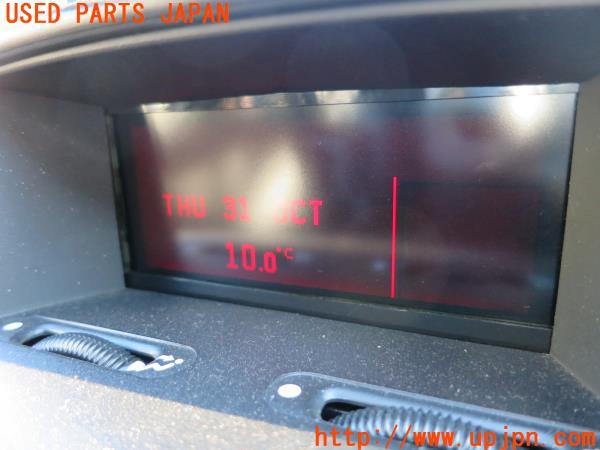 USED PARTS JAPAN
THU 31 OCT
10.0°C
http://www.upjpn.com